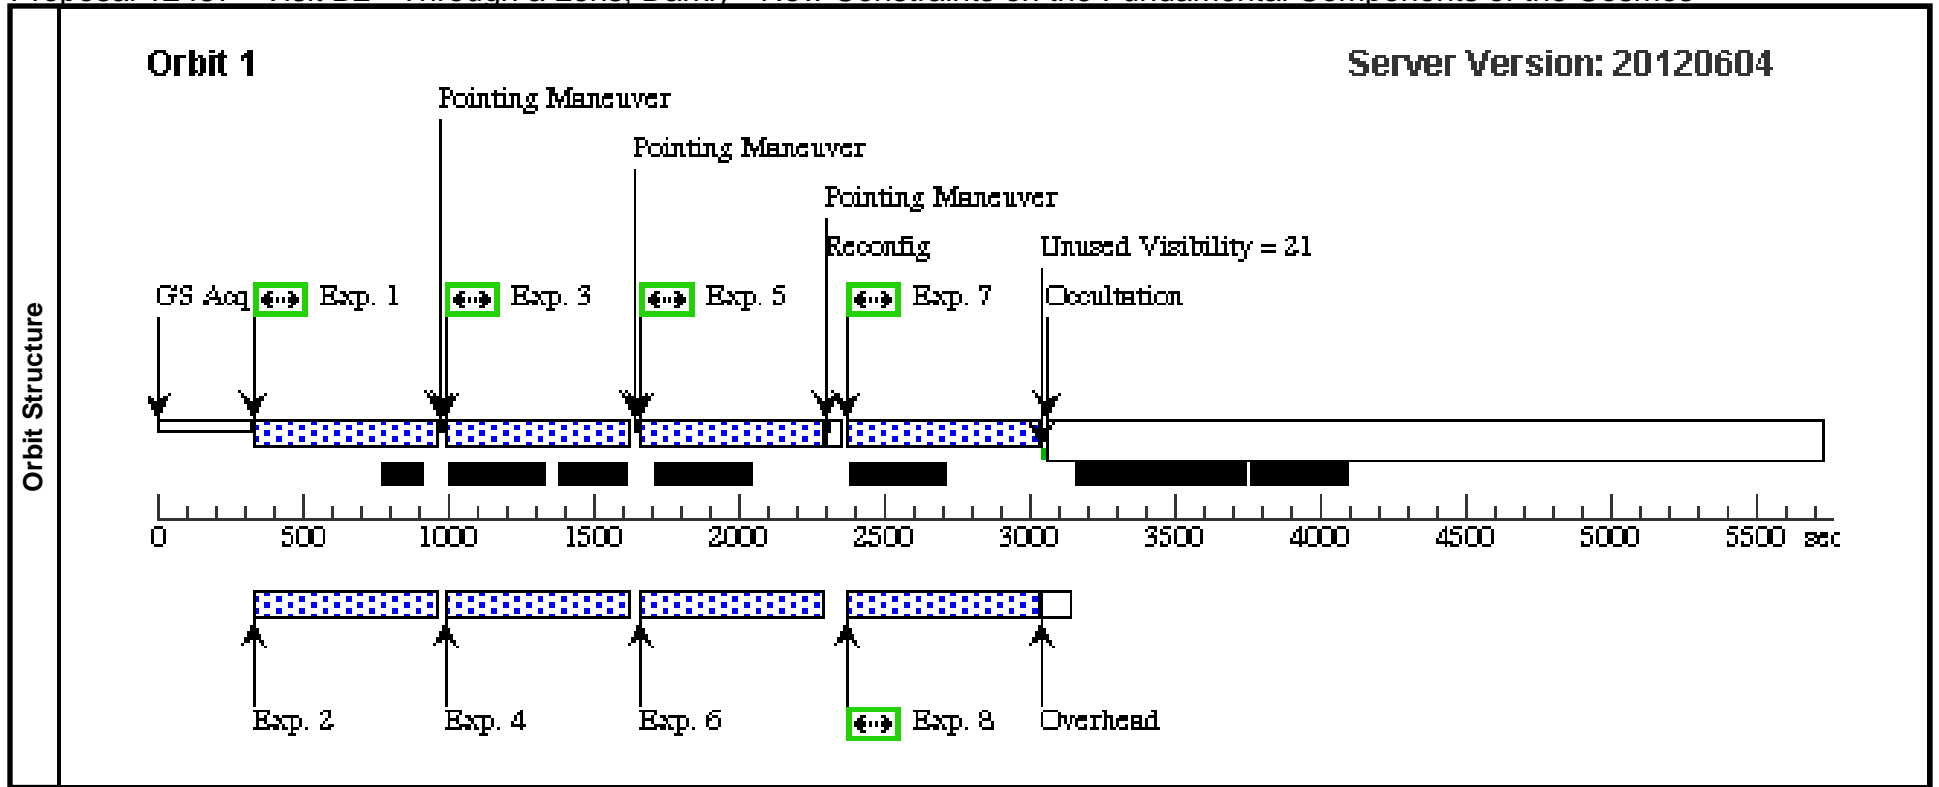 Orbit 1
Server Version: 20120604
Pointing Maneuver
Pointing Maneuver
Pointing Maneuver
Reconfig
Unused Visibility = 21
GS Acq
Exp. 1
Exp. 3
Exp. 5
Exp. 7
Occultation
Orbit Structure
0 500 1000 1500 2000 2500 3000 3500 4000 4500 5000 5500 sec
Exp. 2
Exp. 4
Exp. 6
Exp. 8
Overhead